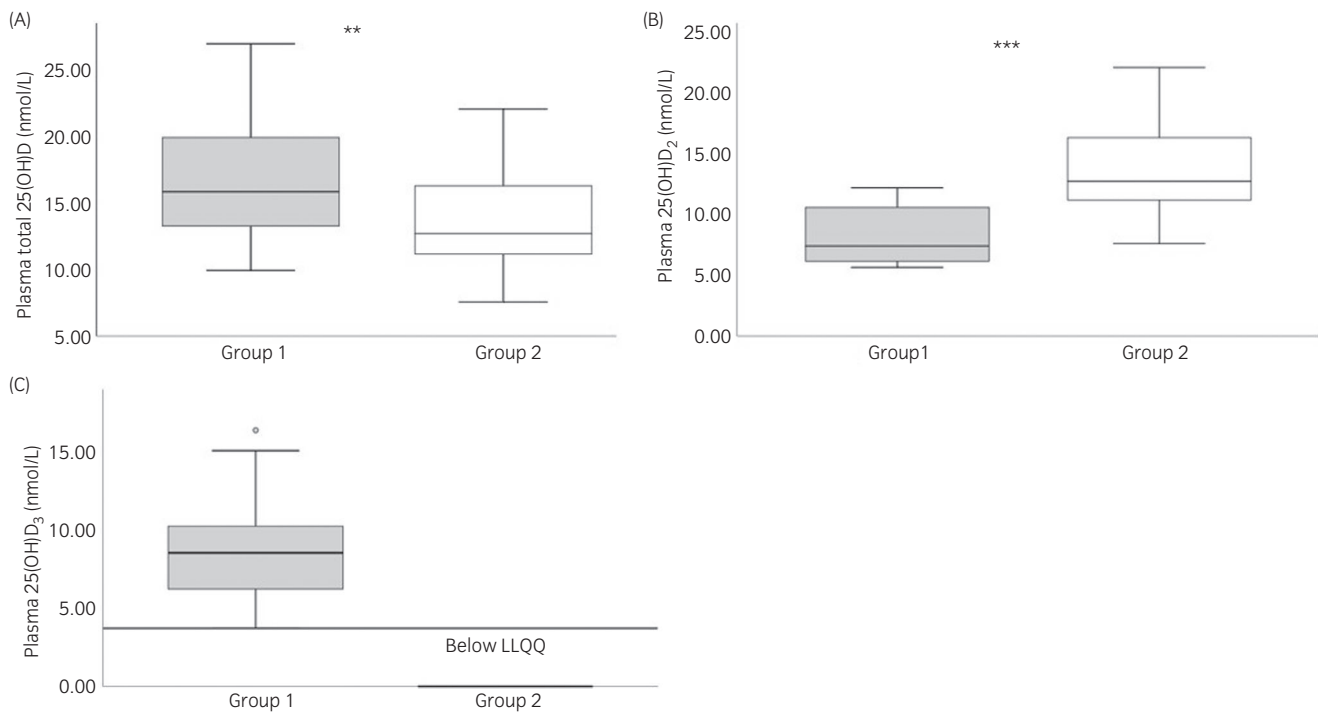 (A)
**
Plasma total 25(OH)D (nmol/L)
25.00
20.00
15.00
10.00
5.00
Group 1
Group 2
(B)
***
Plasma 25(OH)D₂ (nmol/L)
25.00
20.00
15.00
10.00
5.00
0.00
Group1
Group 2
(C)
Plasma 25(OH)D₃ (nmol/L)
15.00
10.00
5.00
0.00
Below LLQQ
Group 1
Group 2